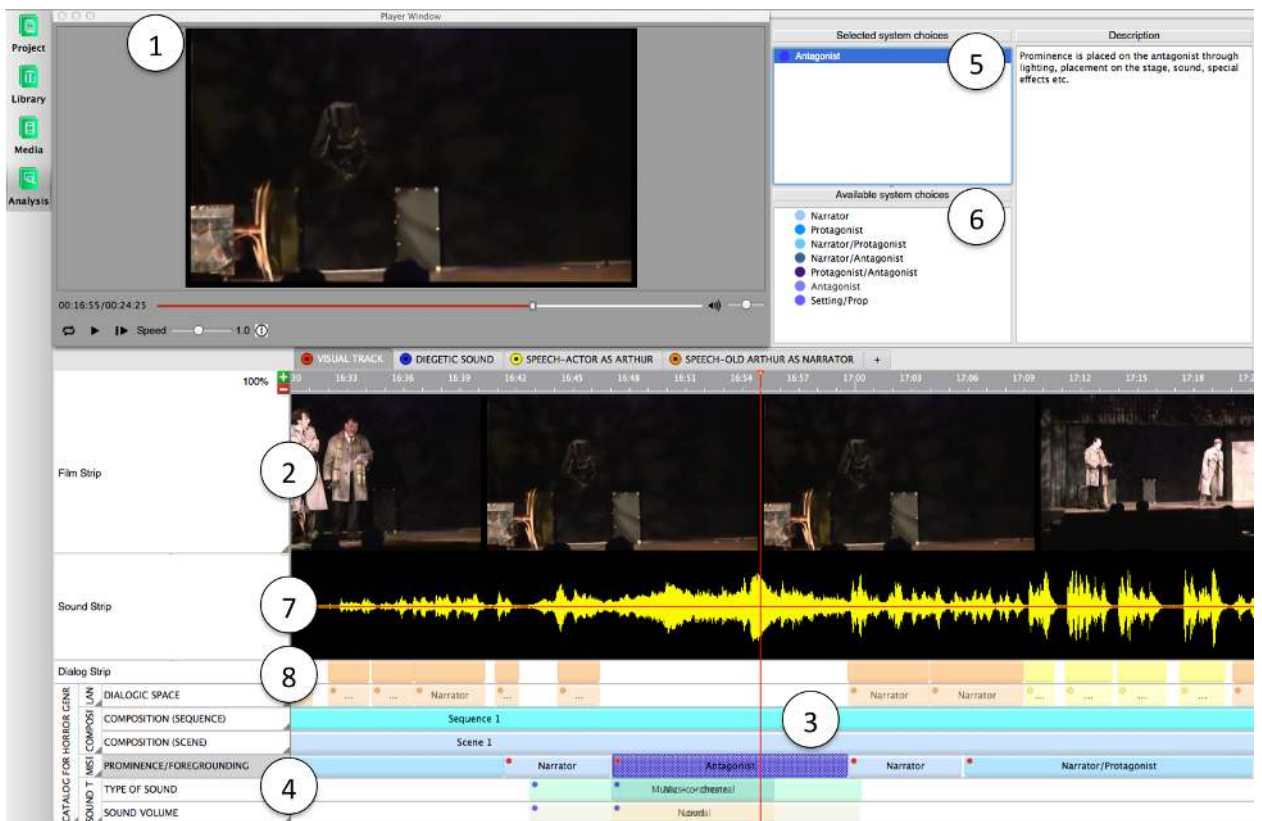 Player Window
1
Project
Library
Media
Analysis
00:16:55/00:24:25
Speed
1.0
Selected system choices
5
Antagonist
Available system choices
6
Narrator
Protagonist
Narrator/Protagonist
Narrator/Antagonist
Protagonist/Antagonist
Antagonist
Setting/Prop
Description
Prominence is placed on the antagonist through
lighting, placement on the stage, sound, special
effects etc.
VISUAL TRACK DIEGETIC SOUND SPEECH-ACTOR AS ARTHUR SPEECH-OLD ARTHUR AS NARRATOR +
100% 16:33 16:36 16:39 16:42 16:45 16:48 16:51 16:54 16:57 17:00 17:03 17:06 17:09 17:12 17:15 17:18
Film Strip
2
Sound Strip
7
Dialog Strip
8
CATALOG FOR HORROR GENR
LAN
DIALOGIC SPACE
... ... Narrator ... ... Narrator Narrator ... ... ... ...
3
COMPOSI
COMPOSITION (SEQUENCE) Sequence 1
COMPOSITION (SCENE) Scene 1
MISI
PROMINENCE/FOREGROUNDING Narrator Antagonist Narrator Narrator/Protagonist
4
SOUND T
TYPE OF SOUND
SOUND VOLUME